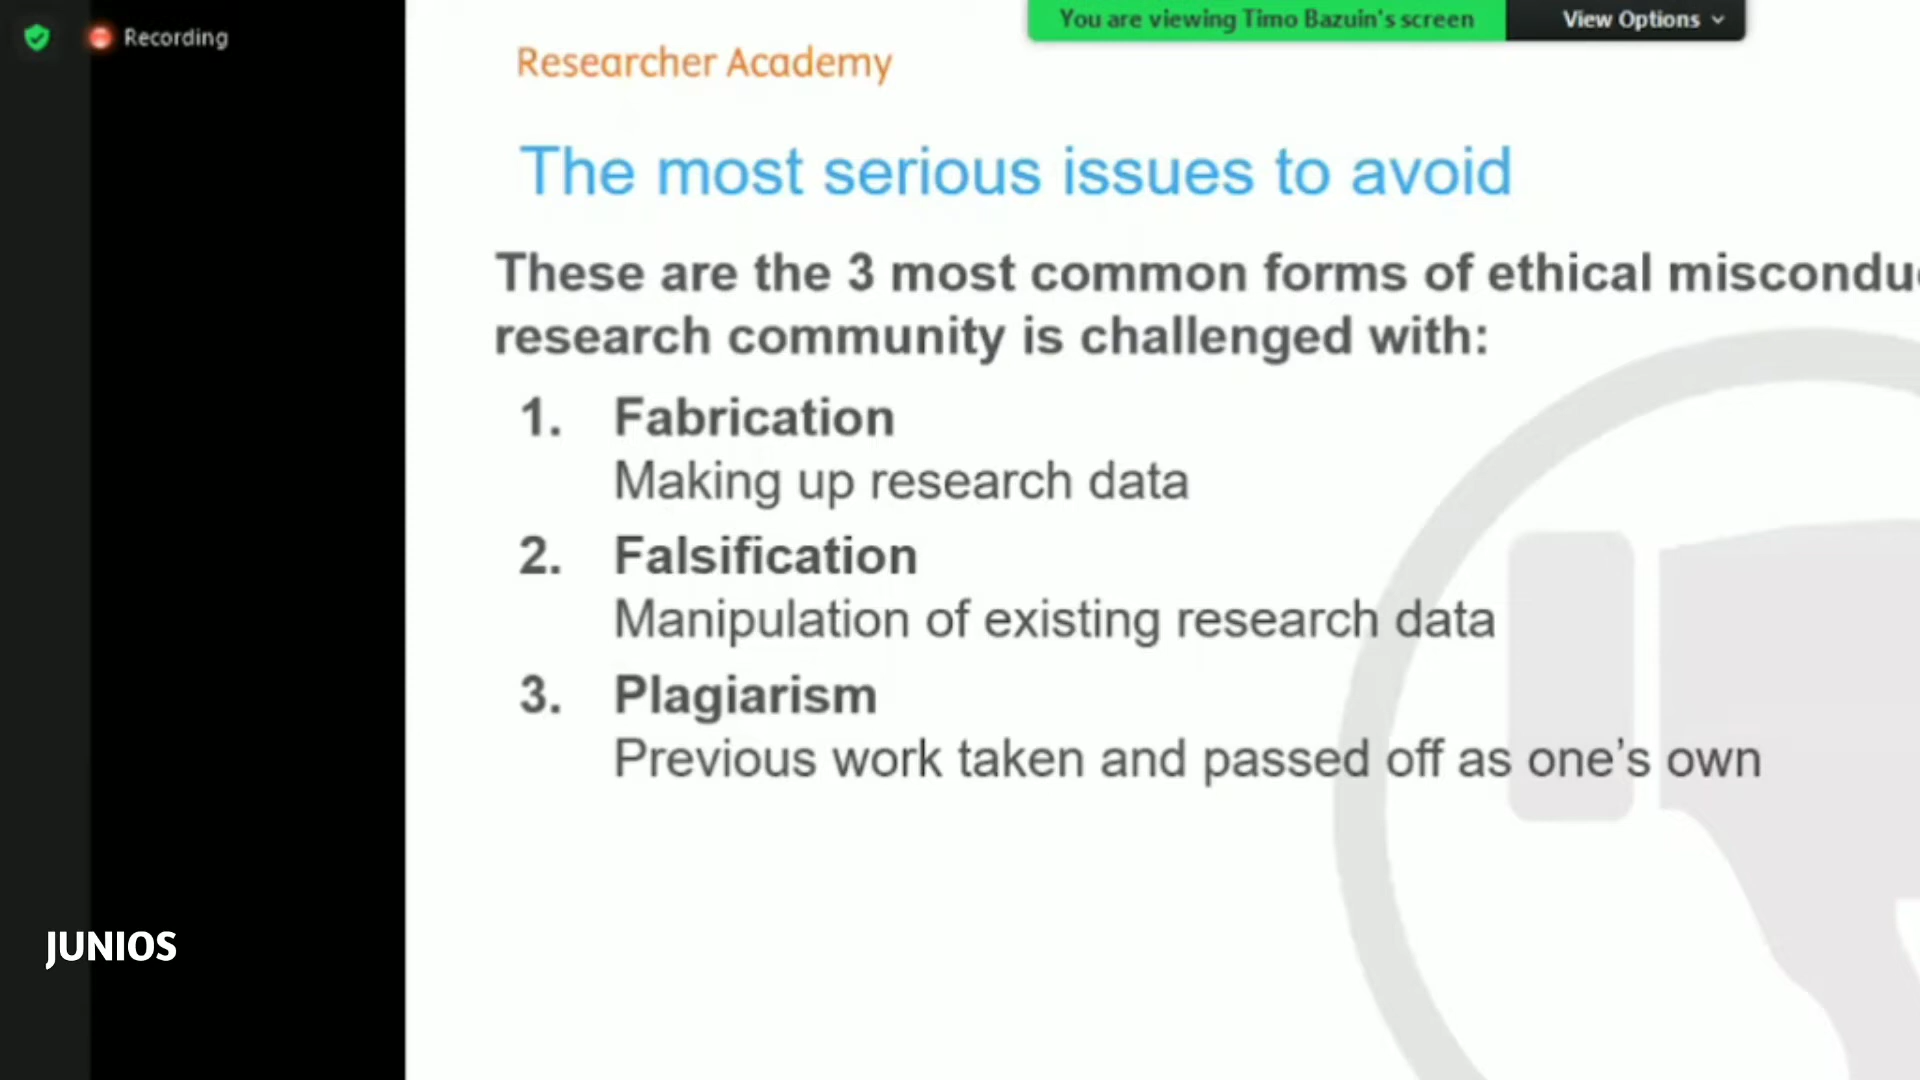 Recording
You are viewing Timo Bazuin's screen
View Options
Researcher Academy
The most serious issues to avoid
These are the 3 most common forms of ethical
research community is challenged with:
1. Fabrication
Making up research data
2. Falsification
Manipulation of existing research data
3. Plagiarism
Previous work taken and passed off as one's own
JUNIOS